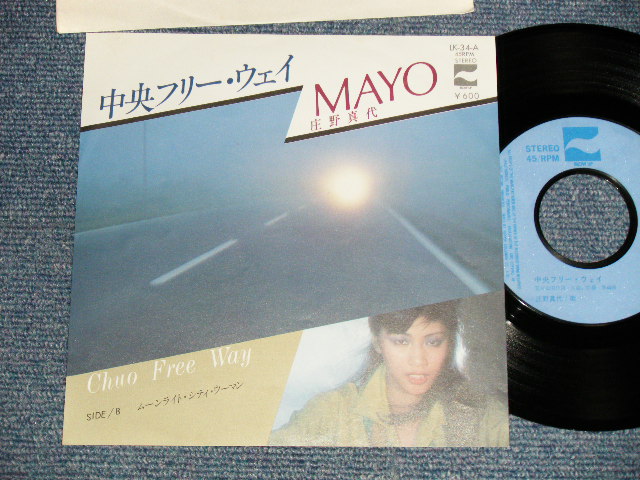 中央フリー・ウェイ
LK-34-A
45RPM
STEREO
¥600
MAYO
庄野真代
Chuo Free Way
SIDE/B ムーンライト・シティ・ウーマン
STEREO
45/RPM
中央フリー・ウェイ
庄野真代